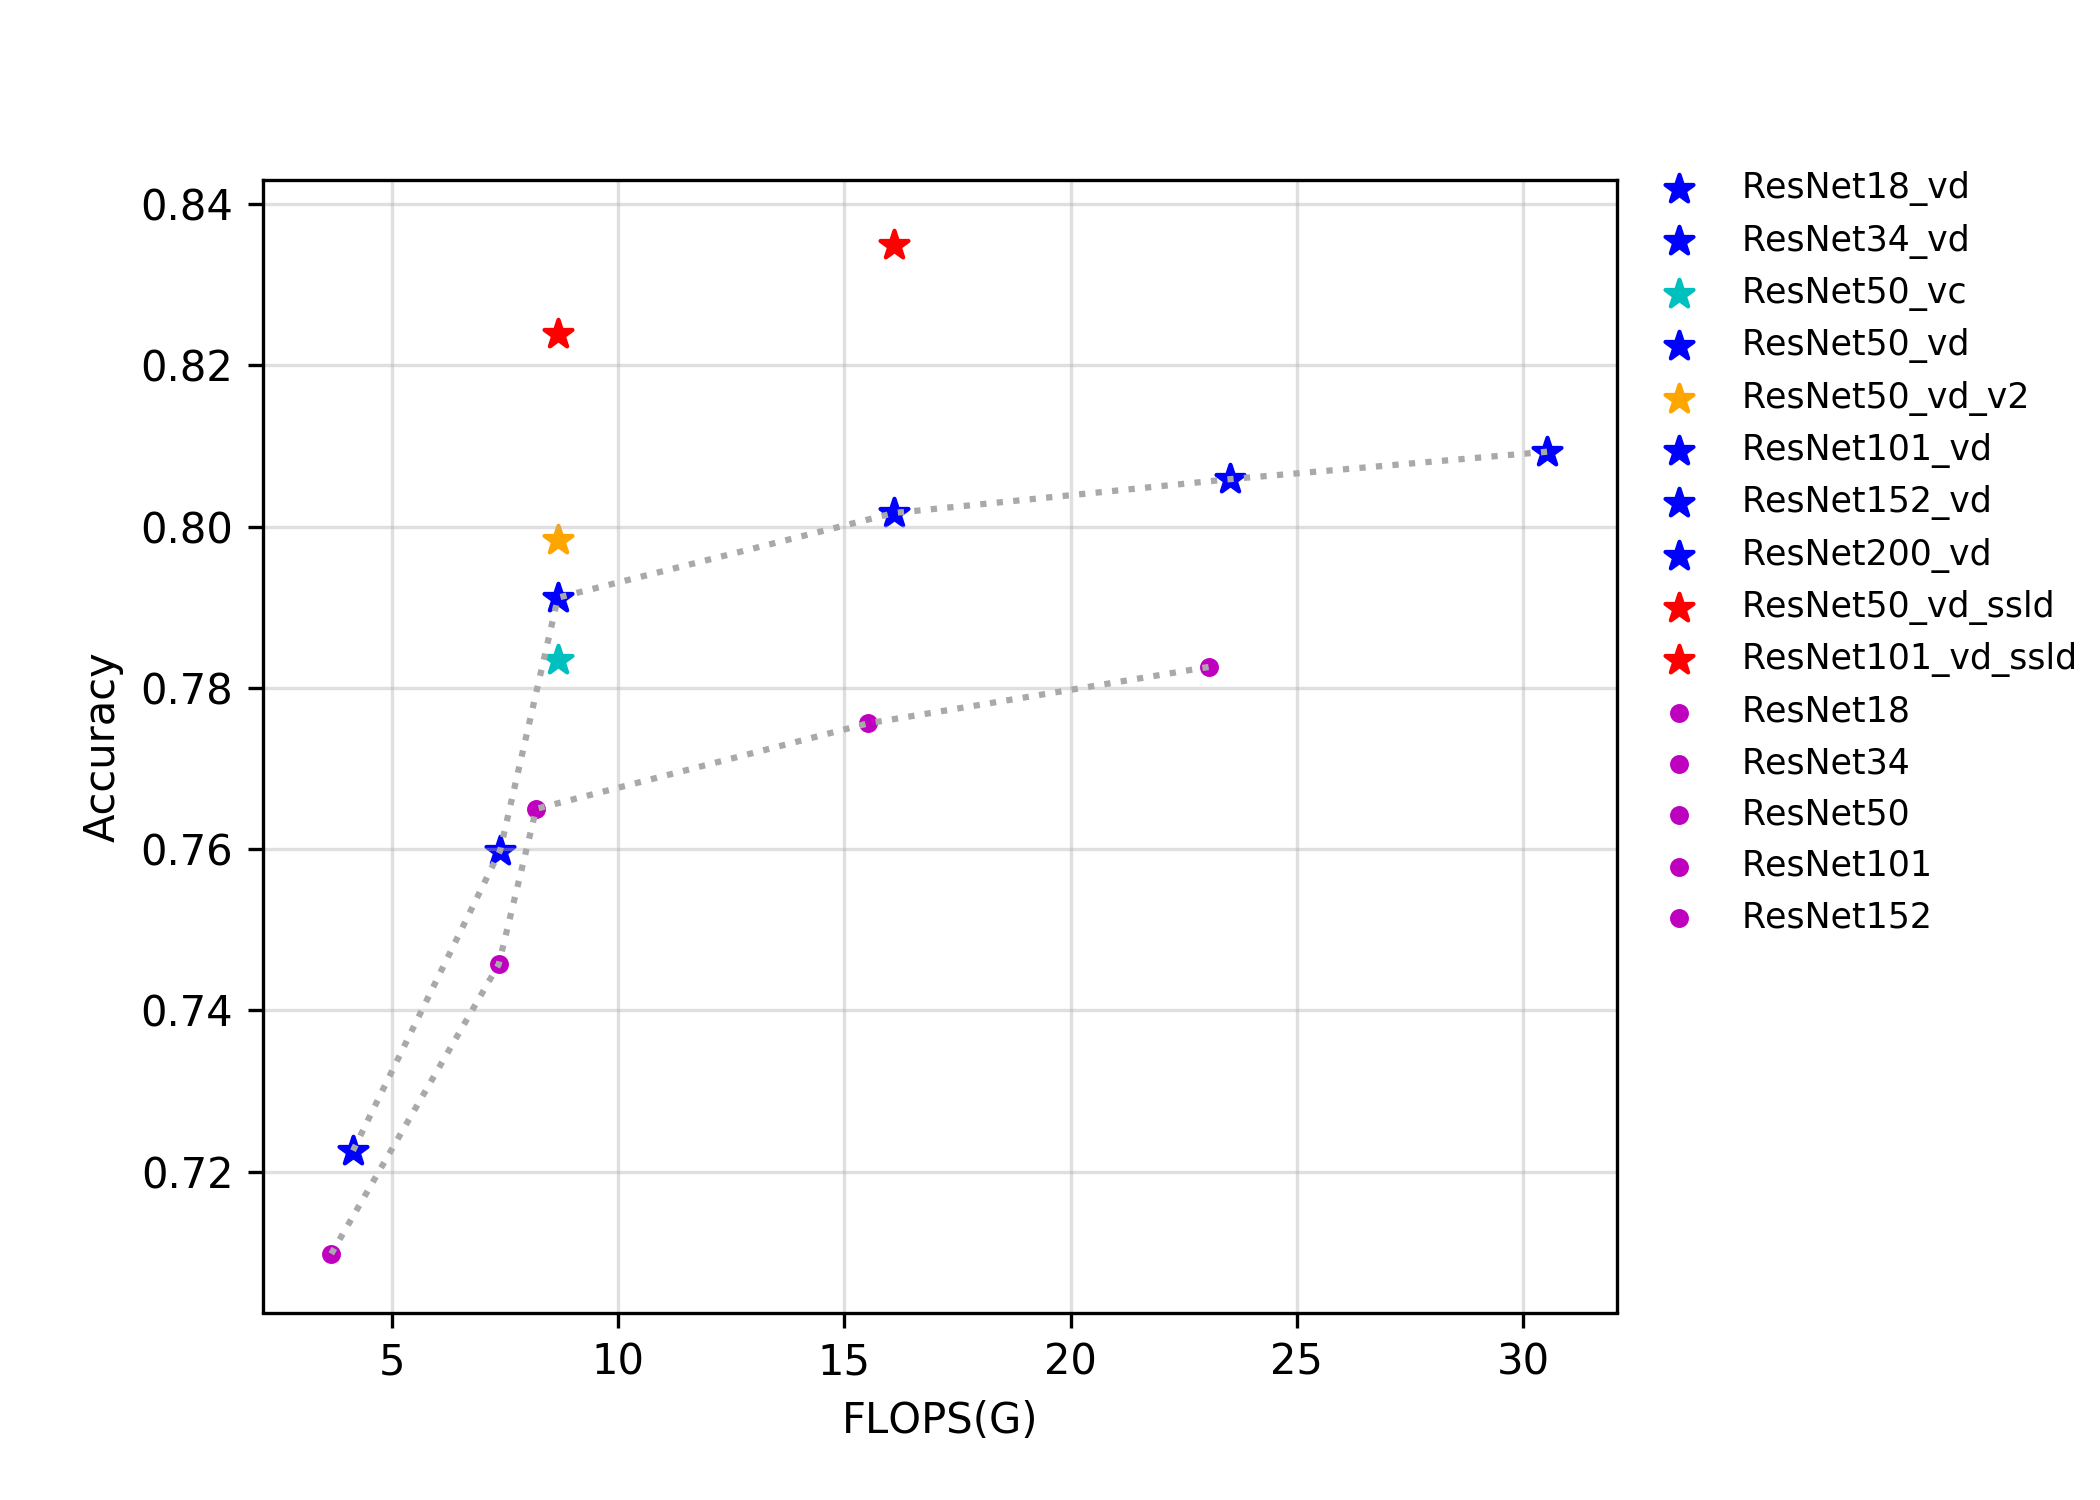 0.84
0.82
0.80
0.78
0.76
0.74
0.72
Accuracy
5 10 15 20 25 30
FLOPS(G)
ResNet18_vd
ResNet34_vd
ResNet50_vc
ResNet50_vd
ResNet50_vd_v2
ResNet101_vd
ResNet152_vd
ResNet200_vd
ResNet50_vd_ssld
ResNet101_vd_ssld
ResNet18
ResNet34
ResNet50
ResNet101
ResNet152